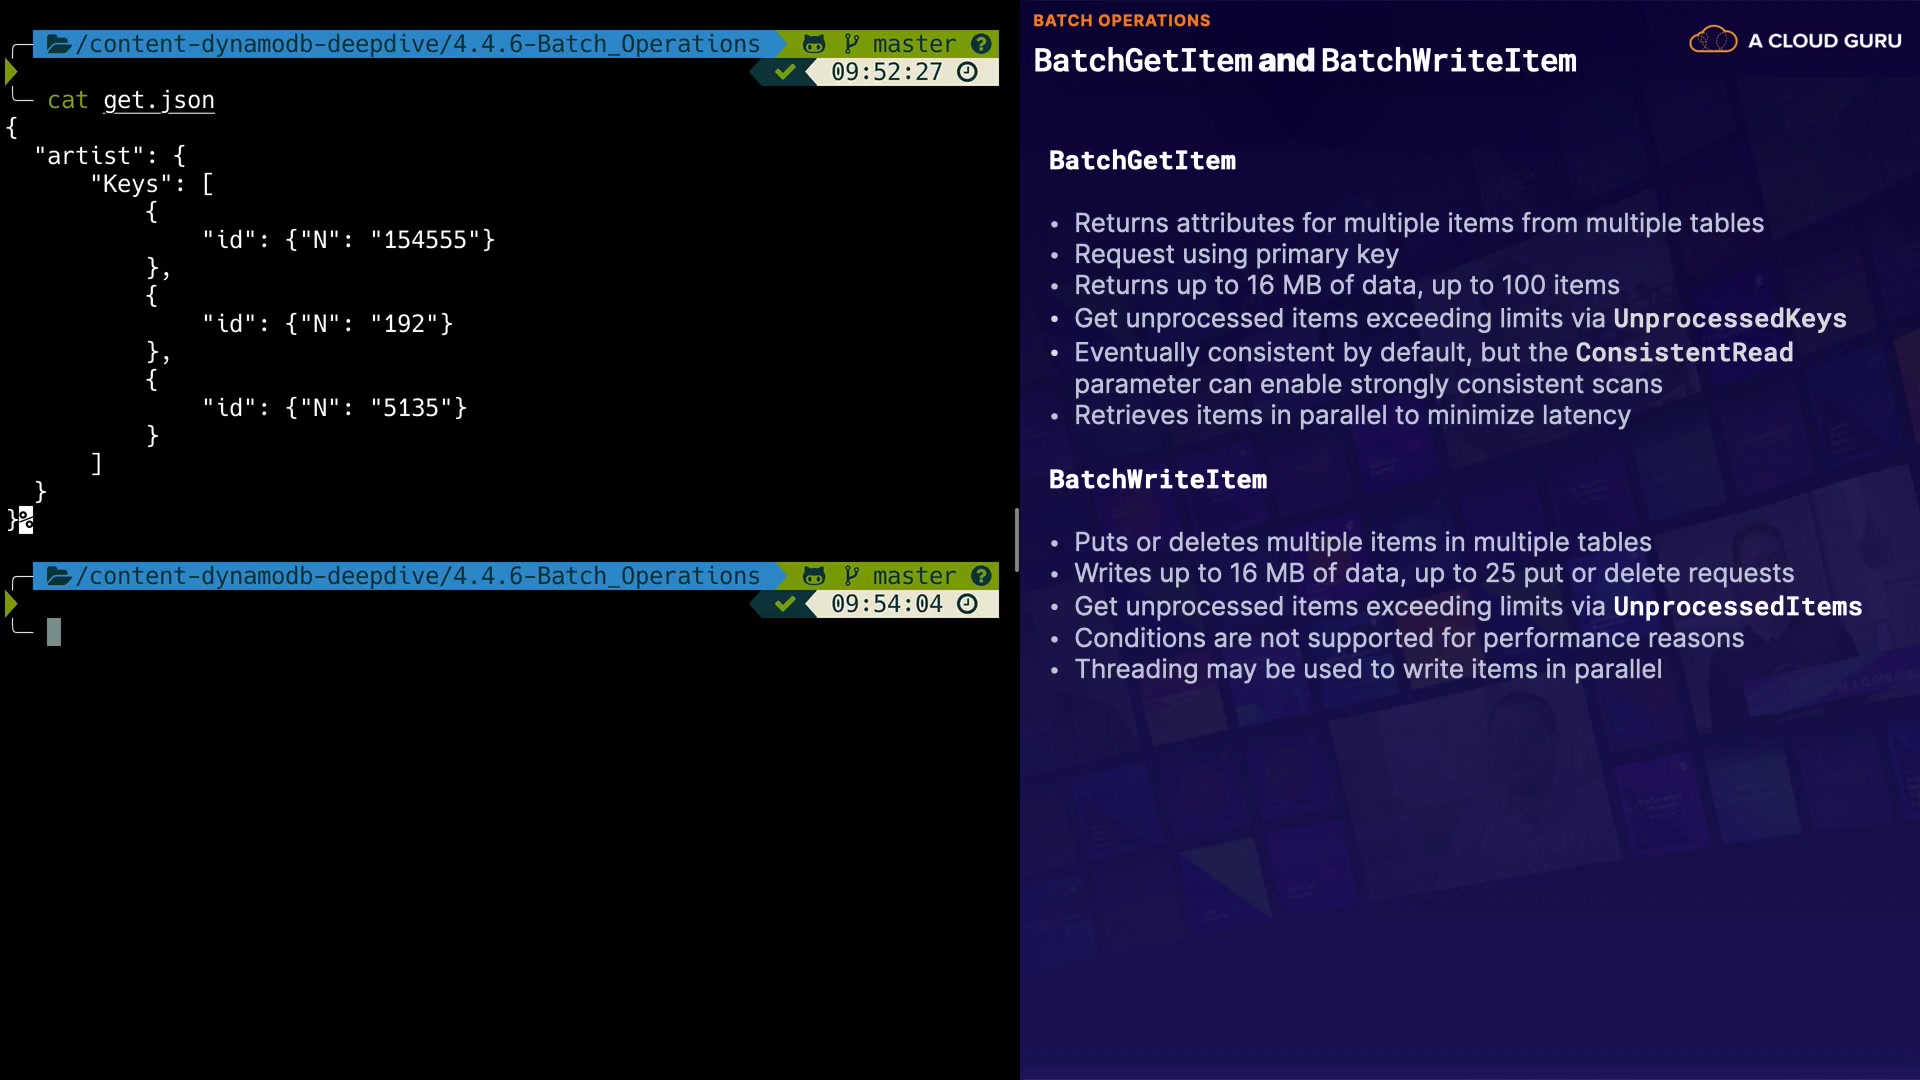 /content-dynamodb-deepdive/4.4.6-Batch_Operations master ?
✔ 09:52:27
cat get.json
{
"artist": {
"Keys": [
{
"id": {"N": "154555"}
},
{
"id": {"N": "192"}
},
{
"id": {"N": "5135"}
}
]
}
}%
/content-dynamodb-deepdive/4.4.6-Batch_Operations master ?
✔ 09:54:04
BATCH OPERATIONS
BatchGetItem and BatchWriteItem
A CLOUD GURU
BatchGetItem
• Returns attributes for multiple items from multiple tables
• Request using primary key
• Returns up to 16 MB of data, up to 100 items
• Get unprocessed items exceeding limits via UnprocessedKeys
• Eventually consistent by default, but the ConsistentRead
parameter can enable strongly consistent scans
• Retrieves items in parallel to minimize latency
BatchWriteItem
• Puts or deletes multiple items in multiple tables
• Writes up to 16 MB of data, up to 25 put or delete requests
• Get unprocessed items exceeding limits via UnprocessedItems
• Conditions are not supported for performance reasons
• Threading may be used to write items in parallel